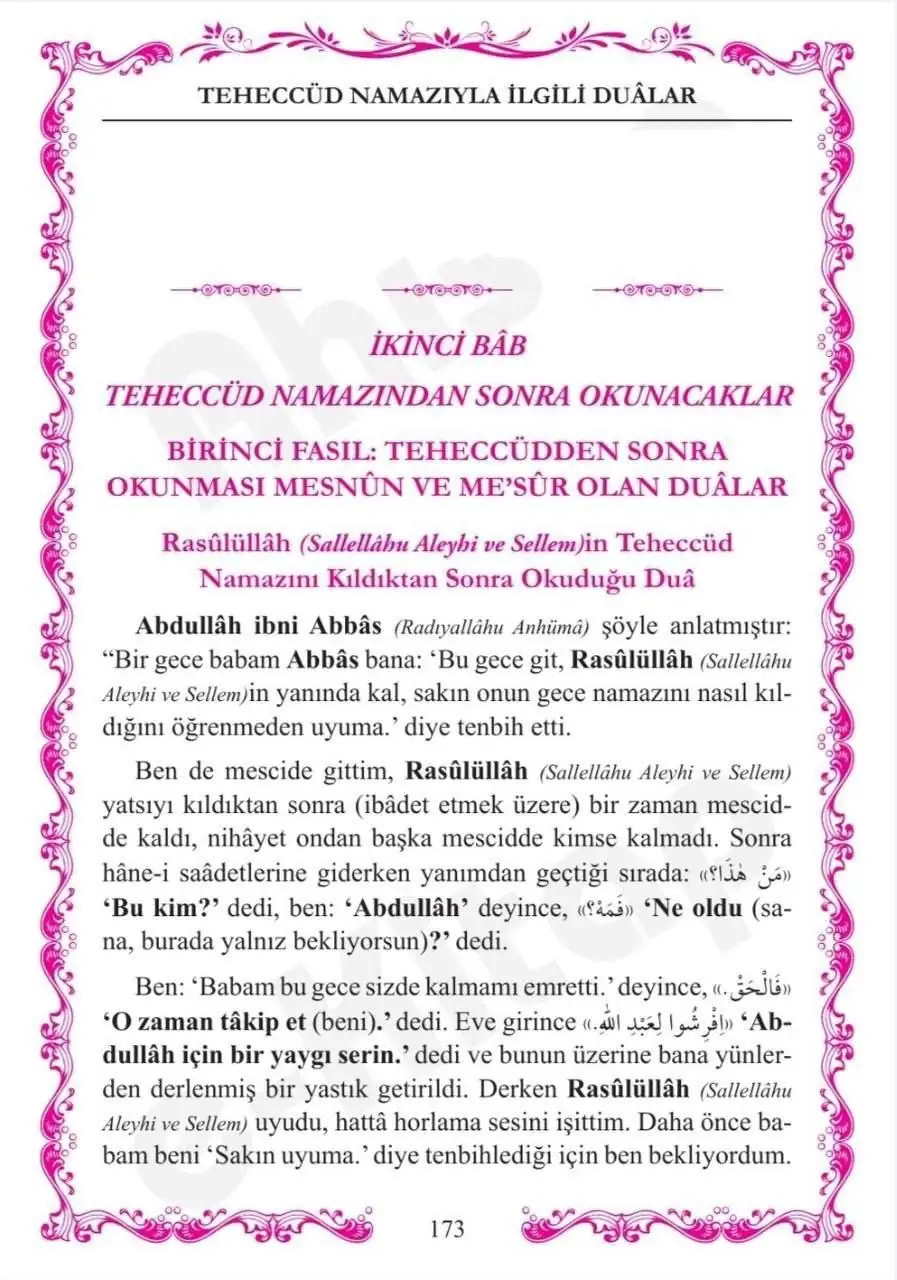 TEHECCÜD NAMAZIYLA İLGİLİ DUÂLAR
İKİNCİ BÂB
TEHECCÜD NAMAZINDAN SONRA OKUNACAKLAR
BİRİNCİ FASIL: TEHECCÜDDEN SONRA
OKUNMASI MESNÛN VE ME’SÛR OLAN DUÂLAR
Rasûlüllâh (Sallellâhu Aleyhi ve Sellem)in Teheccüd
Namazını Kıldıktan Sonra Okuduğu Duâ
Abdullâh ibni Abbâs (Radıyallâhu Anhümâ) şöyle anlatmıştır:
“Bir gece babam Abbâs bana: ‘Bu gece git, Rasûlüllâh (Sallellâhu
Aleyhi ve Sellem)in yanında kal, sakın onun gece namazını nasıl kıl-
dığını öğrenmeden uyuma.’ diye tenbih etti.
Ben de mescide gittim, Rasûlüllâh (Sallellâhu Aleyhi ve Sellem)
yatsıyı kıldıktan sonra (ibâdet etmek üzere) bir zaman mescid-
de kaldı, nihâyet ondan başka mescidde kimse kalmadı. Sonra
hâne-i saâdetlerine giderken yanımdan geçtiği sırada: «مَنْ هٰذَا؟»
‘Bu kim?’ dedi, ben: ‘Abdullâh’ deyince, «فَمَهْ؟» ‘Ne oldu (sa-
na, burada yalnız bekliyorsun)?’ dedi.
Ben: ‘Babam bu gece sizde kalmamı emretti.’ deyince, «فَالْحَقْ.»
‘O zaman tâkip et (beni).’ dedi. Eve girince «اِفْرِشُوا لِعَبْدِ اللهِ.» ‘Ab-
dullâh için bir yaygı serin.’ dedi ve bunun üzerine bana yünler-
den derlenmiş bir yastık getirildi. Derken Rasûlüllâh (Sallellâhu
Aleyhi ve Sellem) uyudu, hattâ horlama sesini işittim. Daha önce ba-
bam beni ‘Sakın uyuma.’ diye tenbihlediği için ben bekliyordum.
173